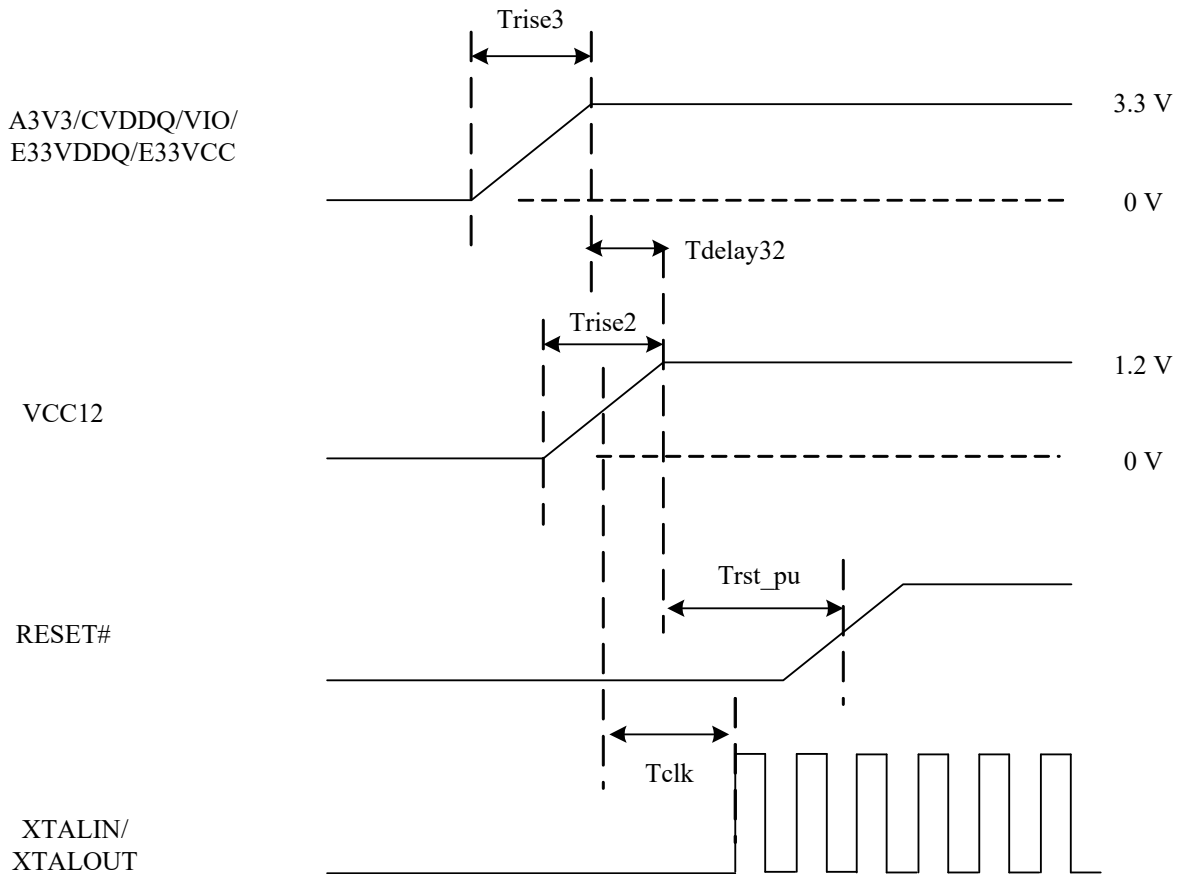 Trise3
A3V3/CVDDQ/VIO/
E33VDDQ/E33VCC
3.3 V
0 V
Tdelay32
Trise2
VCC12
1.2 V
0 V
Trst_pu
RESET#
Tclk
XTALIN/
XTALOUT